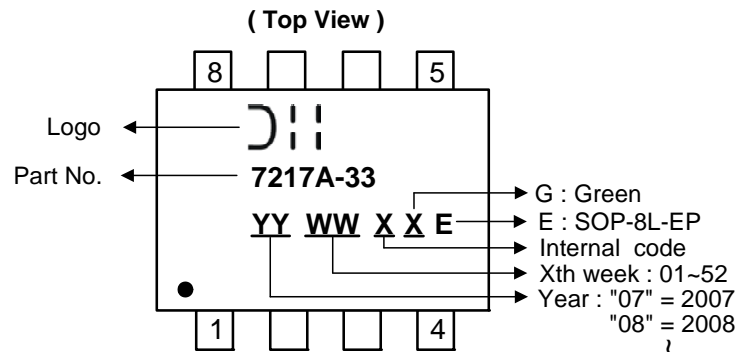 ( Top View )
8 5
Logo
7217A-33
Part No.
G : Green
YY WW X X E
E : SOP-8L-EP
Internal code
Xth week : 01~52
Year : "07" = 2007
"08" = 2008
~
1 4